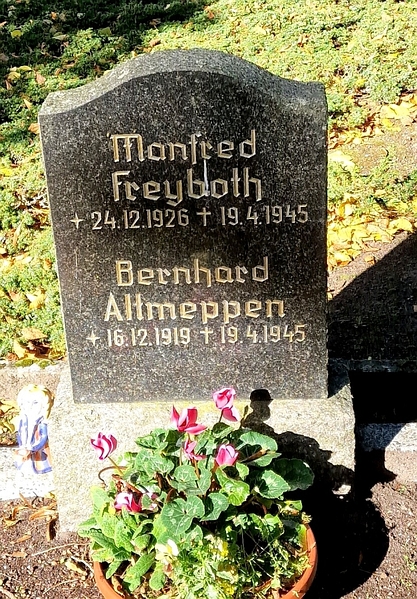 Manfred
Freyboth
+ 24.12.1926 † 19.4.1945
Bernhard
Altmeppen
+ 16.12.1919 † 19.4.1945